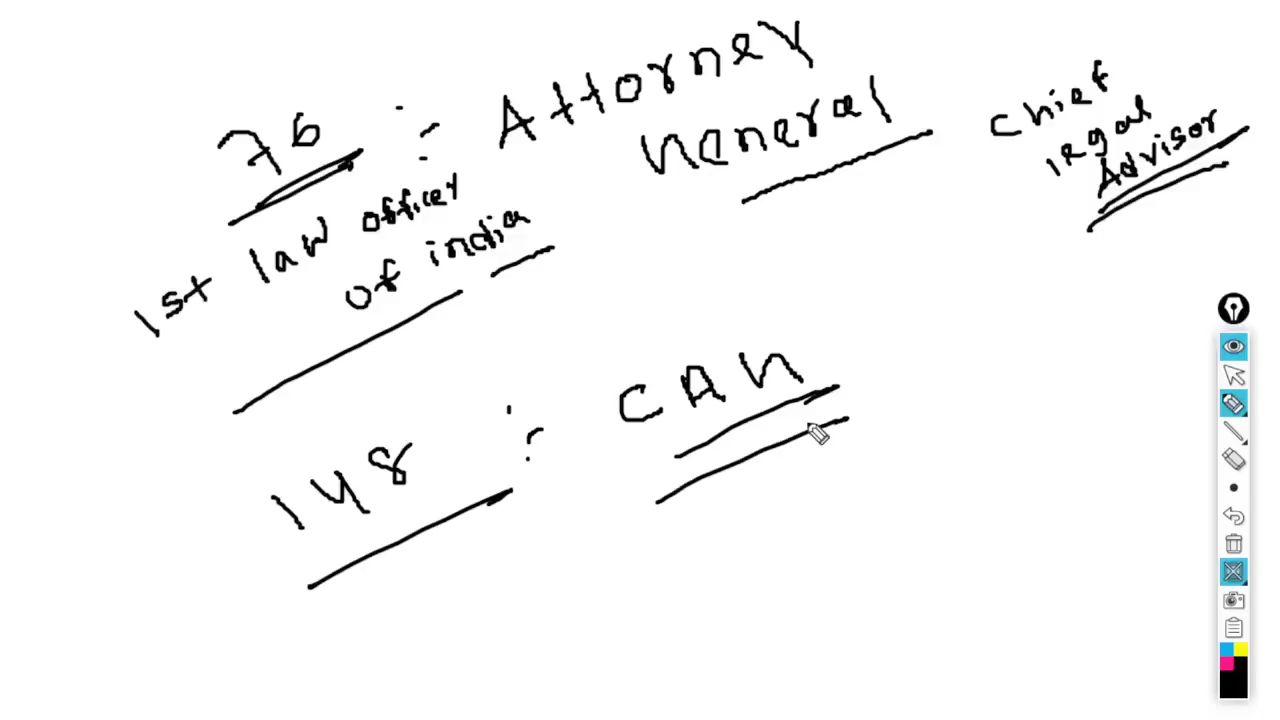 76 :- Attorney General
Chief legal Advisor
1st law officer of india
148 : CAG